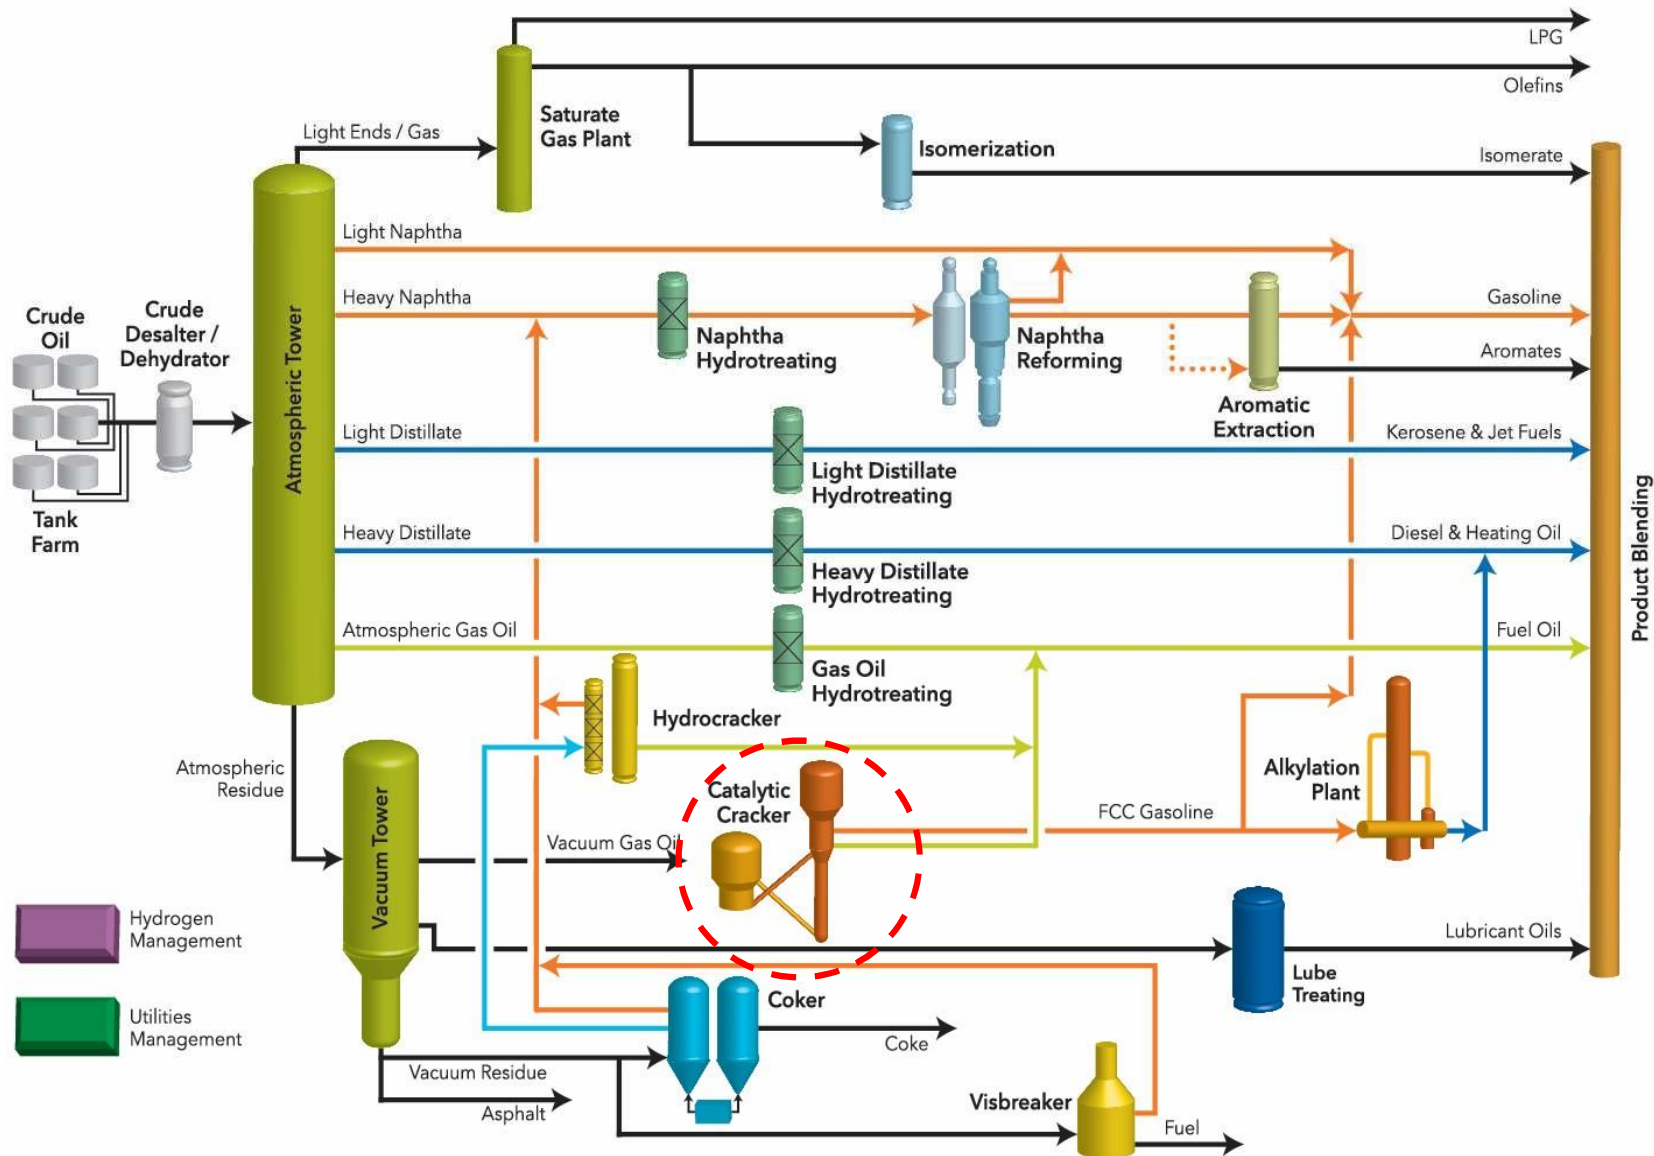 LPG
Olefins
Saturate
Gas Plant
Light Ends / Gas
Isomerization
Isomerate
Light Naphtha
Heavy Naphtha
Gasoline
Crude
Oil
Crude
Desalter /
Dehydrator
Atmospheric Tower
Naphtha
Hydrotreating
Naphtha
Reforming
Aromates
Aromatic
Extraction
Light Distillate
Kerosene & Jet Fuels
Light Distillate
Hydrotreating
Tank
Farm
Heavy Distillate
Diesel & Heating Oil
Heavy Distillate
Hydrotreating
Product Blending
Atmospheric Gas Oil
Fuel Oil
Gas Oil
Hydrotreating
Hydrocracker
Atmospheric
Residue
Catalytic
Cracker
Alkylation
Plant
FCC Gasoline
Vacuum Gas Oil
Vacuum Tower
Hydrogen
Management
Lubricant Oils
Lube
Treating
Utilities
Management
Coker
Coke
Vacuum Residue
Asphalt
Visbreaker
Fuel